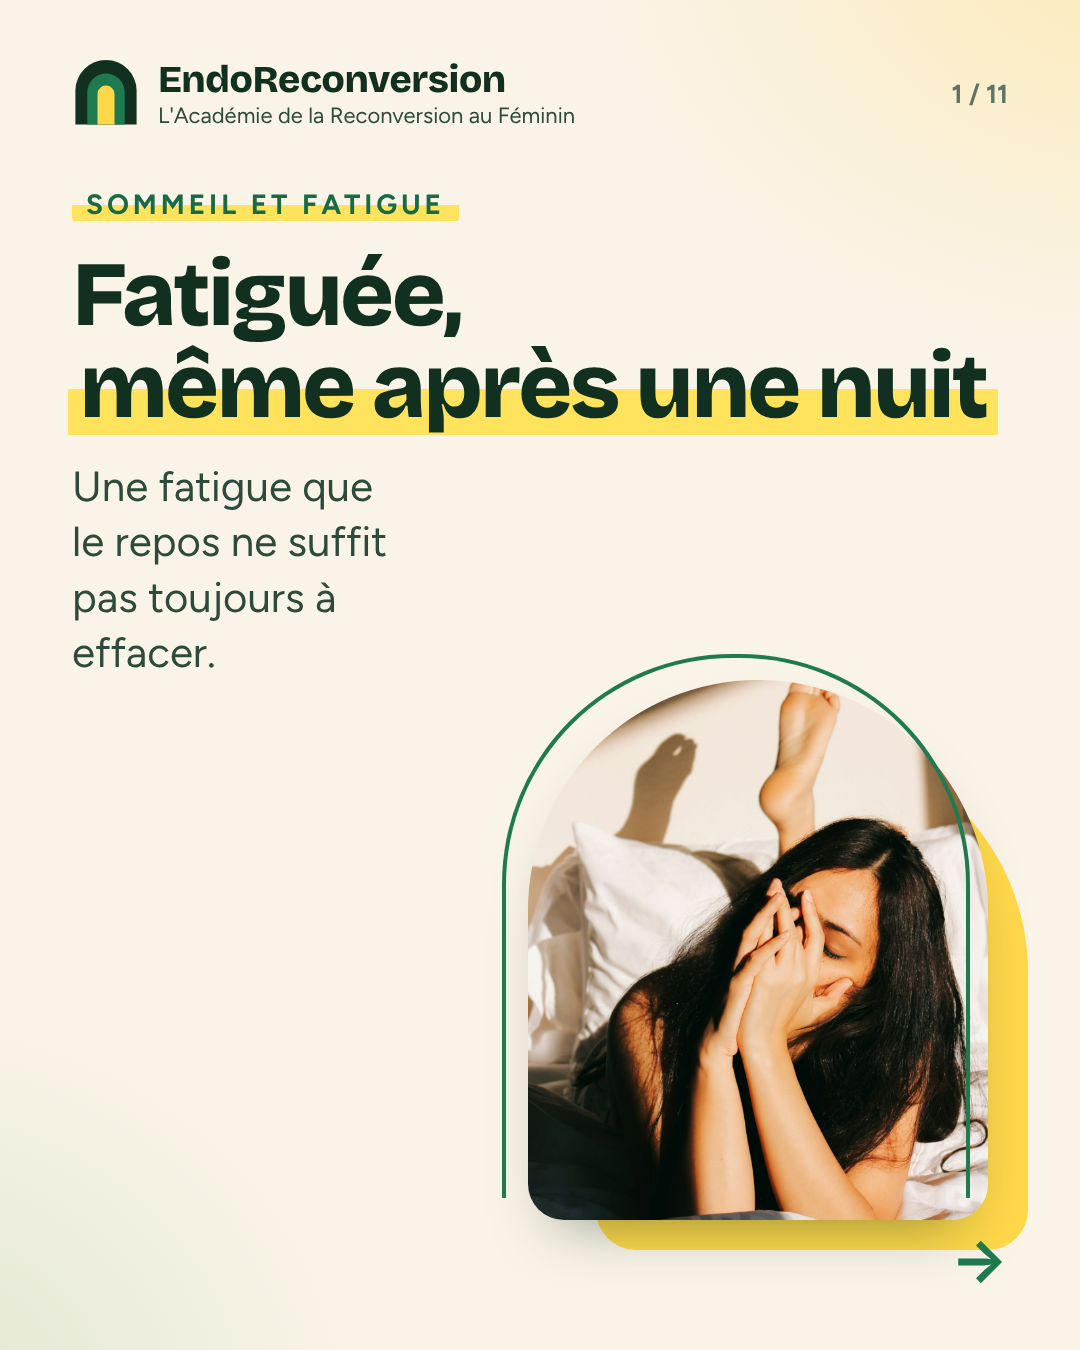 EndoReconversion
L'Académie de la Reconversion au Féminin
1 / 11
SOMMEIL ET FATIGUE
Fatiguée,
même après une nuit
Une fatigue que
le repos ne suffit
pas toujours à
effacer.